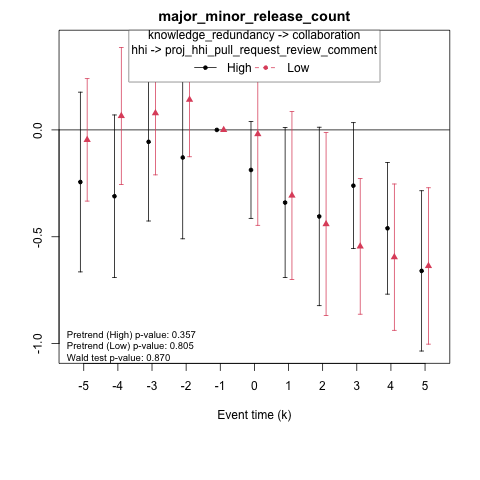 major_minor_release_count
knowledge_redundancy -> collaboration
hhi -> proj_hhi_pull_request_review_comment
High Low
0.0
-0.5
-1.0
Pretrend (High) p-value: 0.357
Pretrend (Low) p-value: 0.805
Wald test p-value: 0.870
-5 -4 -3 -2 -1 0 1 2 3 4 5
Event time (k)